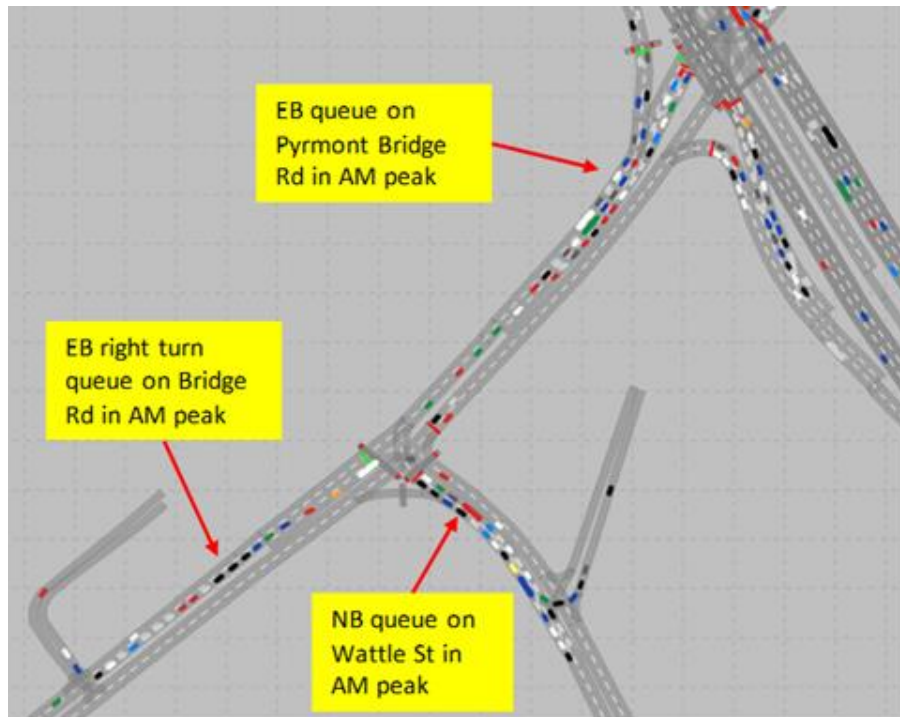 EB queue on
Pyrmont Bridge
Rd in AM peak
EB right turn
queue on Bridge
Rd in AM peak
NB queue on
Wattle St in
AM peak